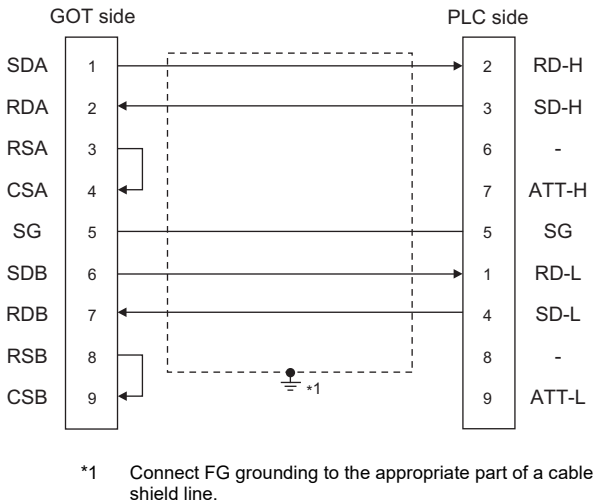 GOT side PLC side
SDA 1 2 RD-H
RDA 2 3 SD-H
RSA 3 6 -
CSA 4 7 ATT-H
SG 5 5 SG
SDB 6 1 RD-L
RDB 7 4 SD-L
RSB 8 8 -
*1
CSB 9 9 ATT-L
*1 Connect FG grounding to the appropriate part of a cable
shield line.